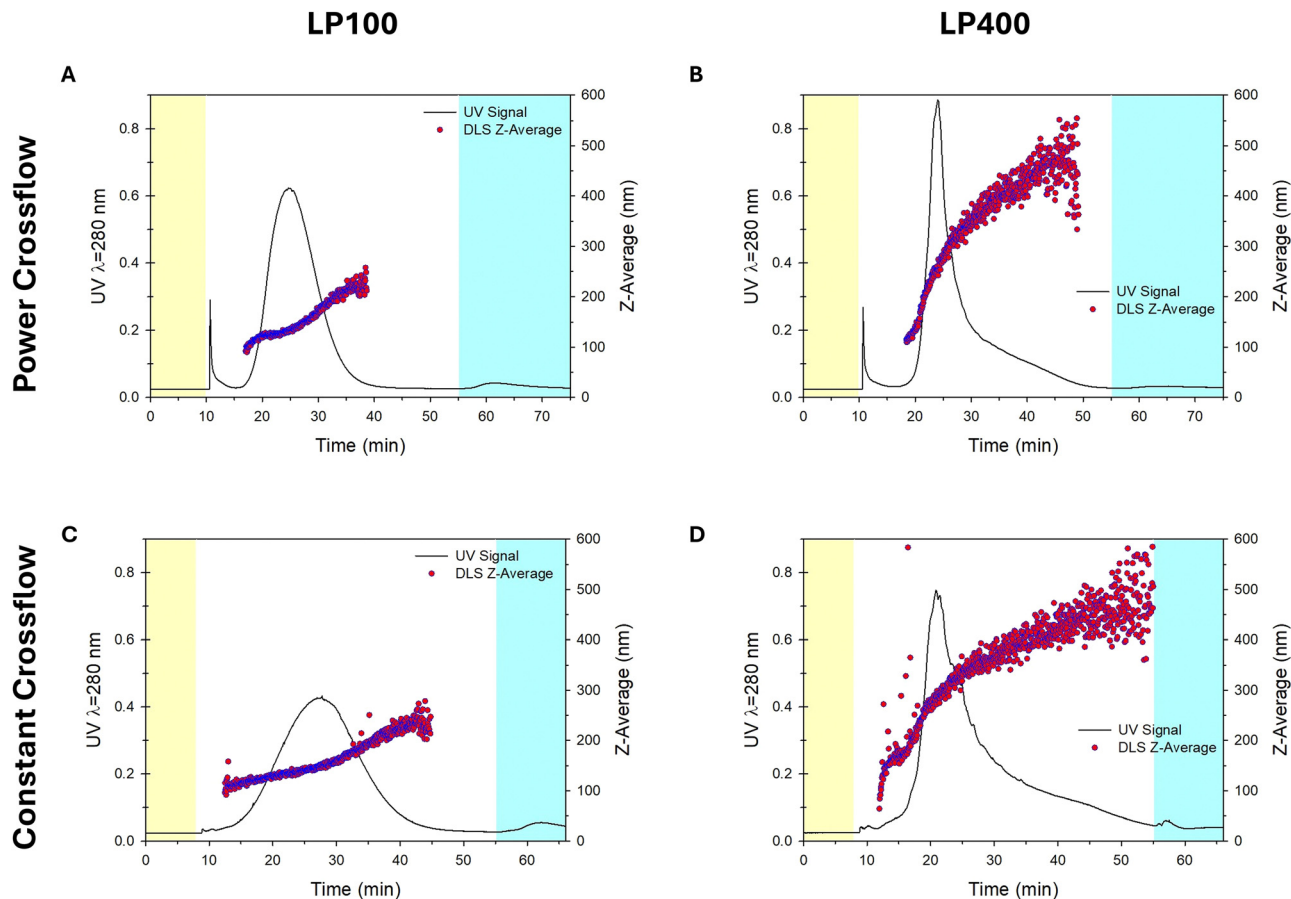 LP100
LP400
Power Crossflow
Constant Crossflow
A
UV Signal
DLS Z-Average
UV λ=280 nm
0.8
0.6
0.4
0.2
0.0
600
500
400
300
200
100
0
Z-Average (nm)
0 10 20 30 40 50 60 70
Time (min)
B
UV Signal
DLS Z-Average
UV λ=280 nm
0.8
0.6
0.4
0.2
0.0
600
500
400
300
200
100
0
Z-Average (nm)
0 10 20 30 40 50 60 70
Time (min)
C
UV Signal
DLS Z-Average
UV λ=280 nm
0.8
0.6
0.4
0.2
0.0
600
500
400
300
200
100
0
Z-Average (nm)
0 10 20 30 40 50 60
Time (min)
D
UV Signal
DLS Z-Average
UV λ=280 nm
0.8
0.6
0.4
0.2
0.0
600
500
400
300
200
100
0
Z-Average (nm)
0 10 20 30 40 50 60
Time (min)